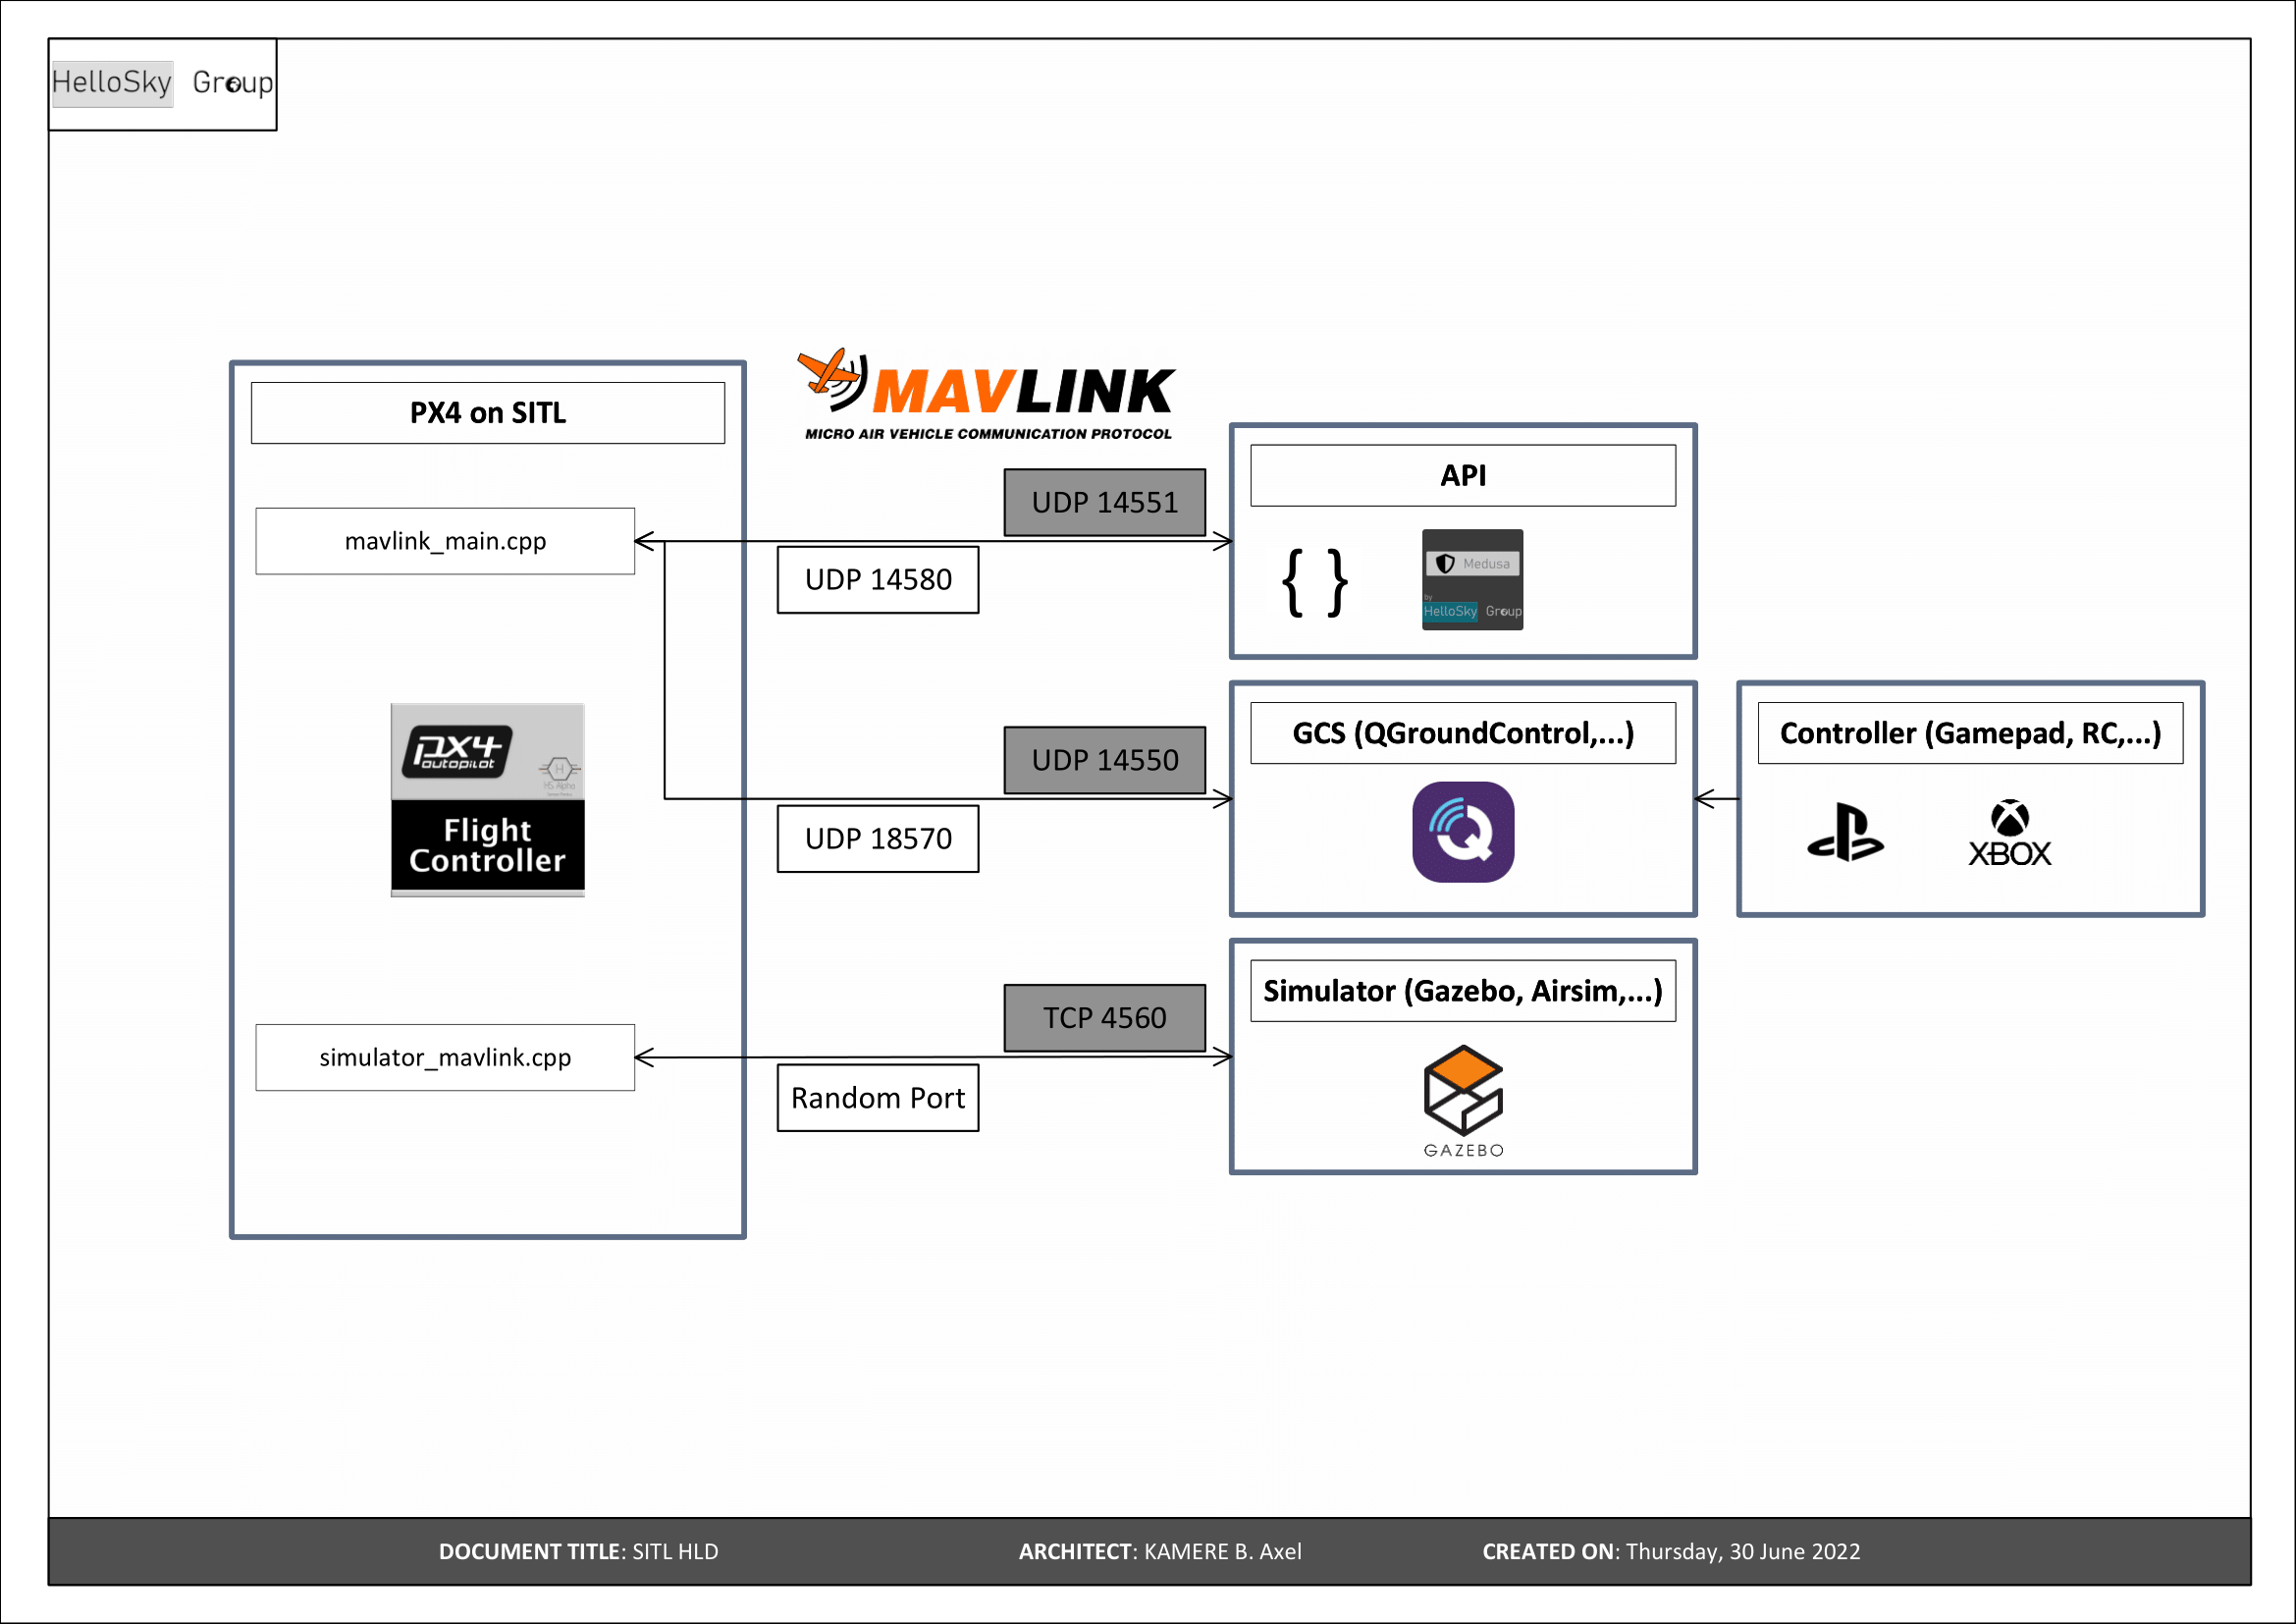 HelloSky Group
MAVLINK
MICRO AIR VEHICLE COMMUNICATION PROTOCOL
PX4 on SITL
mavlink_main.cpp
px4
autopilot
H
HS Alpha
Flight
Controller
simulator_mavlink.cpp
UDP 14551
UDP 14580
UDP 14550
UDP 18570
TCP 4560
Random Port
API
{ }
Medusa
by
HelloSky Group
GCS (QGroundControl,...)
Q
Controller (Gamepad, RC,...)
XBOX
Simulator (Gazebo, Airsim,...)
GAZEBO
DOCUMENT TITLE: SITL HLD
ARCHITECT: KAMERE B. Axel
CREATED ON: Thursday, 30 June 2022